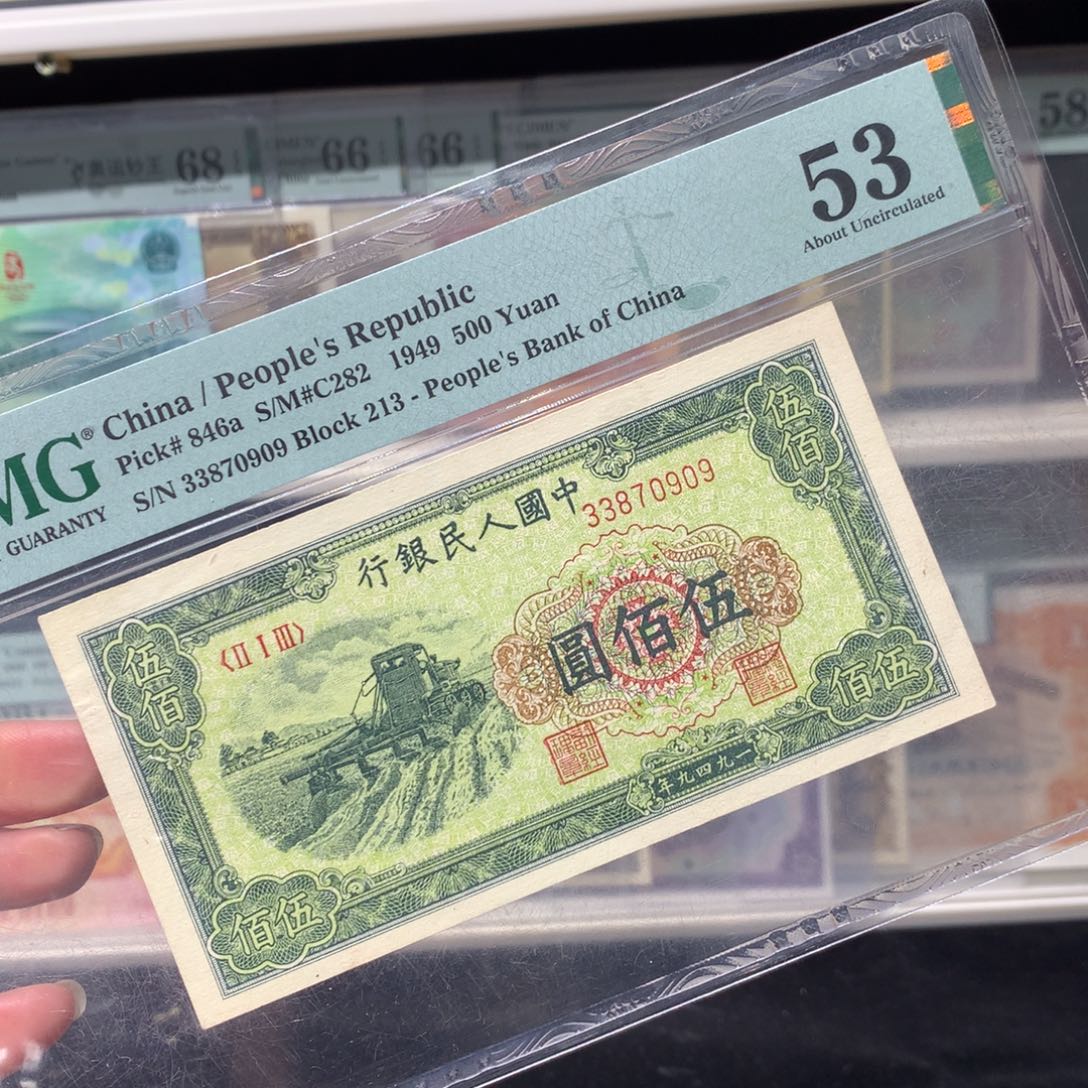 68
66
66
58
53
About Uncirculated
MG®
GUARANTY
China / People's Republic
Pick# 846a S/M#C282 1949 500 Yuan
S/N 33870909 Block 213 - People's Bank of China
行銀民人國中
33870909
〈II I III〉
圓佰伍
伍佰
伍佰
佰伍
佰伍
年九四九一